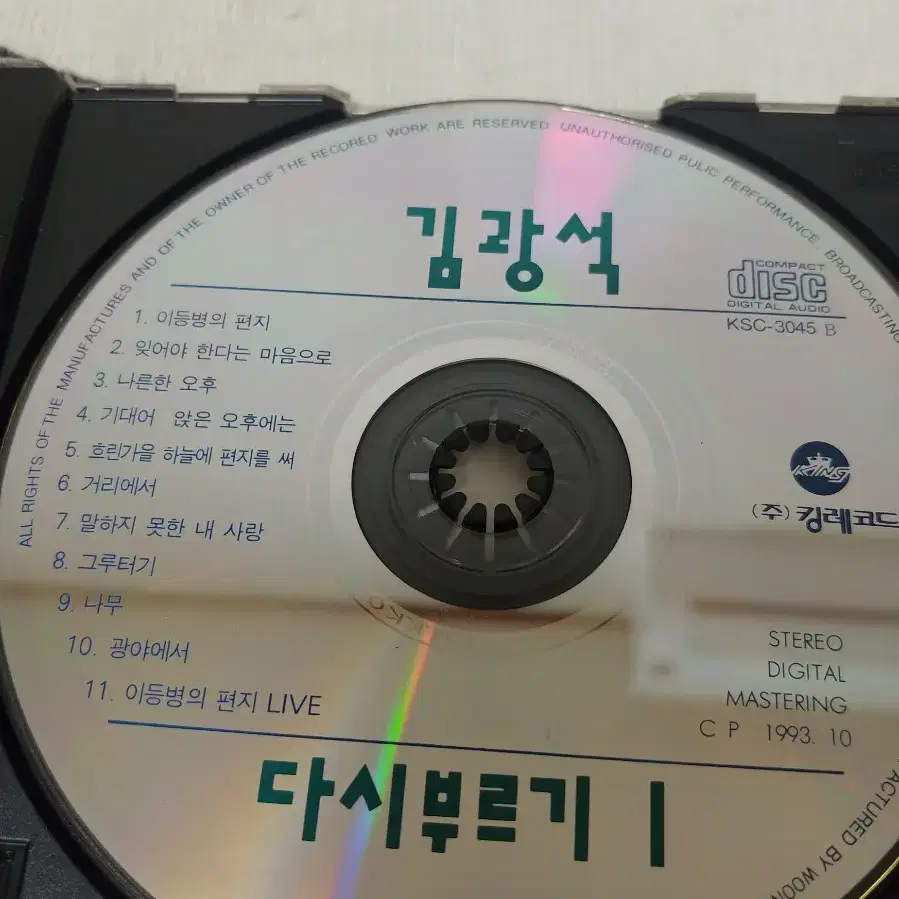 ALL RIGHTS OF THE MANUFACTURES AND OF THE OWNER OF THE RECORED WORK ARE RESERVED UNAUTHORISED PULIC PERFORMANCE. BROADCASTING
김광석
COMPACT
disc
DIGITAL AUDIO
KSC-3045 B
1. 이등병의 편지
2. 잊어야 한다는 마음으로
3. 나른한 오후
4. 기대어 앉은 오후에는
5. 흐린가을 하늘에 편지를 써
6. 거리에서
7. 말하지 못한 내 사랑
8. 그루터기
9. 나무
10. 광야에서
11. 이등병의 편지 LIVE
KING
(주) 킹레코드
STEREO
DIGITAL
MASTERING
C P 1993. 10
다시부르기 I
BY